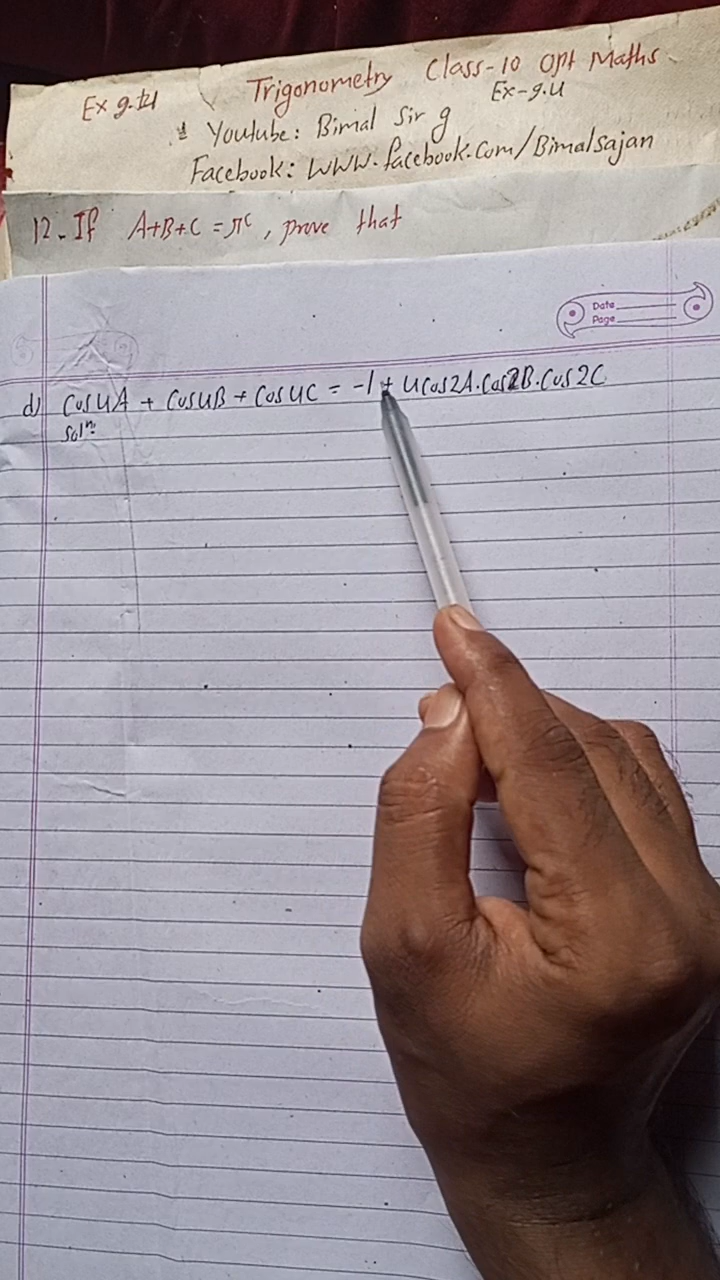 Ex 9.4 Trigonometry Class-10 Opt Maths
Ex-9.4
Youtube: Bimal Sir g
Facebook: WWW.facebook.Com/Bimalsajan
12. If A+B+C = πᶜ, prove that
Date
Page
d) Cos4A + Cos4B + Cos4C = -1 + 4Cos2A.Cos2B.Cos2C
Solⁿ: